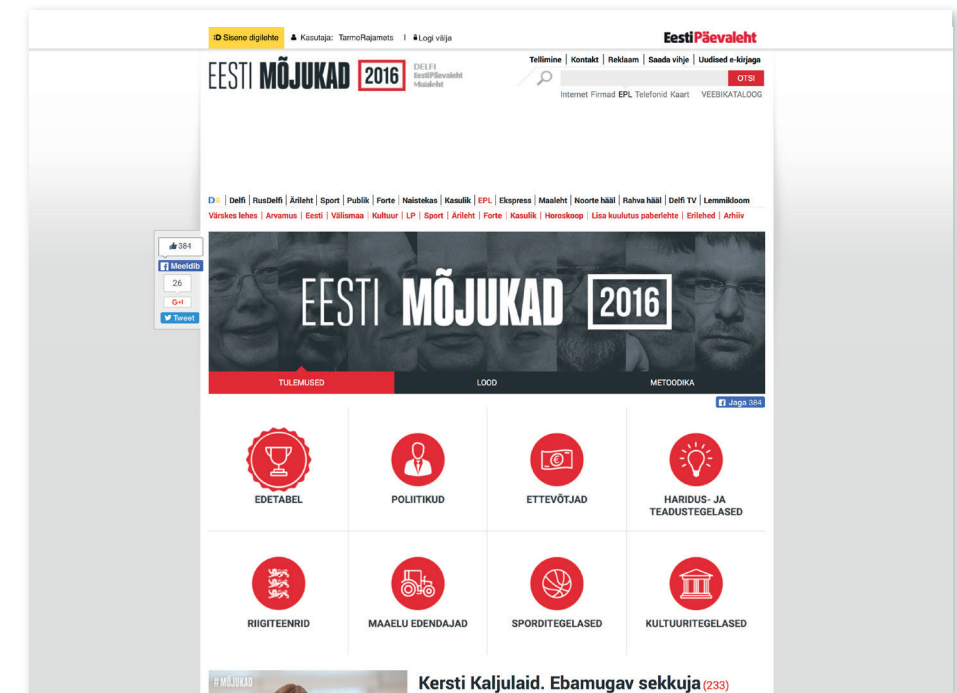 :D Sisene digilehte Kasutaja: TarmoRajamets | Logi välja
Eesti Päevaleht
Tellimine | Kontakt | Reklaam | Saada vihje | Uudised e-kirjaga
EESTI MÕJUKAD 2016
DELFI
EestiPäevaleht
Maaleht
OTSI
Internet Firmad EPL Telefonid Kaart VEEBIKATALOOG
Delfi | RusDelfi | Ärileht | Sport | Publik | Forte | Naistekas | Kasulik | EPL | Ekspress | Maaleht | Noorte hääl | Rahva hääl | Delfi TV | Lemmikloom
Värskes lehes | Arvamus | Eesti | Välismaa | Kultuur | LP | Sport | Ärileht | Forte | Kasulik | Horoskoop | Lisa kuulutus paberlehte | Erilehed | Arhiiv
384
Meeldib
26
G+1
Tweet
EESTI MÕJUKAD 2016
TULEMUSED LOOD METOODIKA
Jaga 384
EDETABEL POLIITIKUD ETTEVÕTJAD HARIDUS- JA
TEADUSTEGELASED
RIIGITEENRID MAAELU EDENDAJAD SPORDITEGELASED KULTUURITEGELASED
#MÕJUKAD
Kersti Kaljulaid. Ebamugav sekkuja (233)